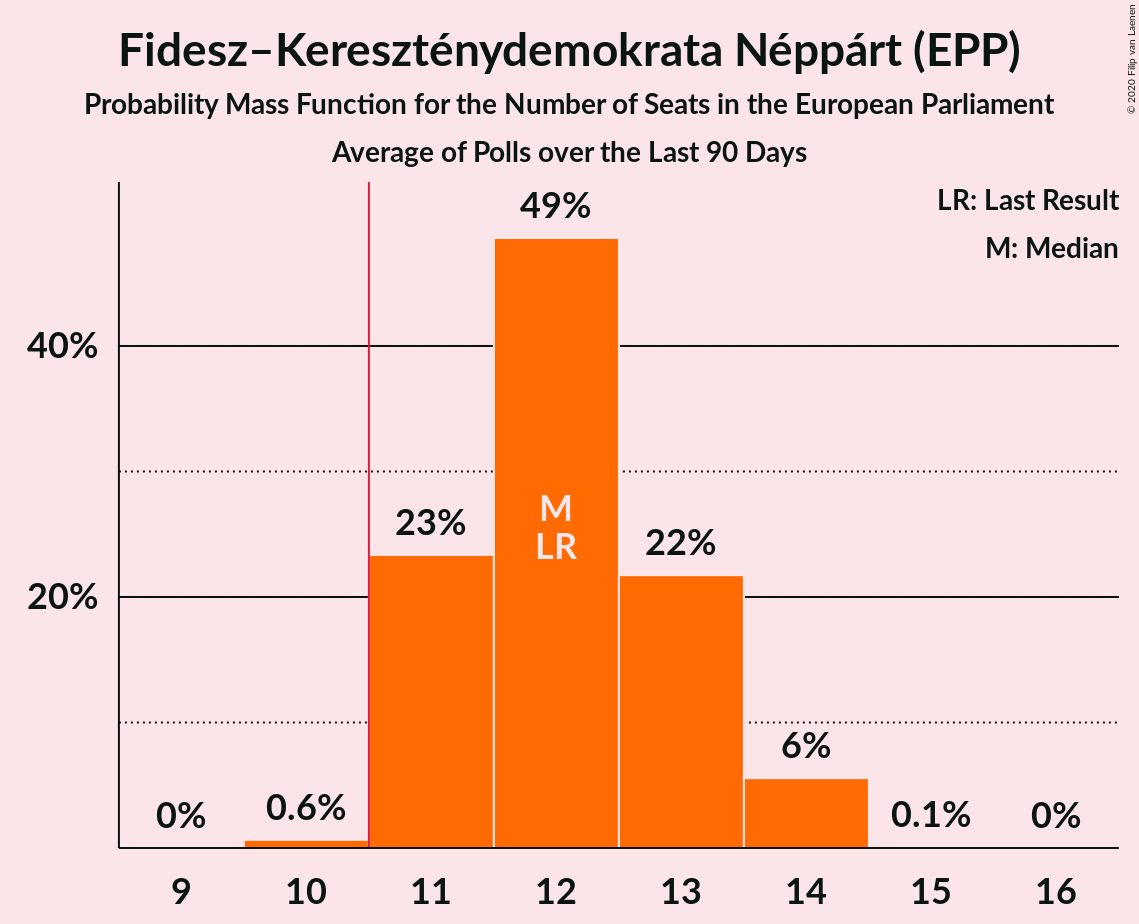 Fidesz–Kereszténydemokrata Néppárt (EPP)
Probability Mass Function for the Number of Seats in the European Parliament
Average of Polls over the Last 90 Days
© 2020 Filip van Laenen
LR: Last Result
M: Median
40%
20%
0%
0.6%
23%
49%
M
LR
22%
6%
0.1%
0%
9
10
11
12
13
14
15
16